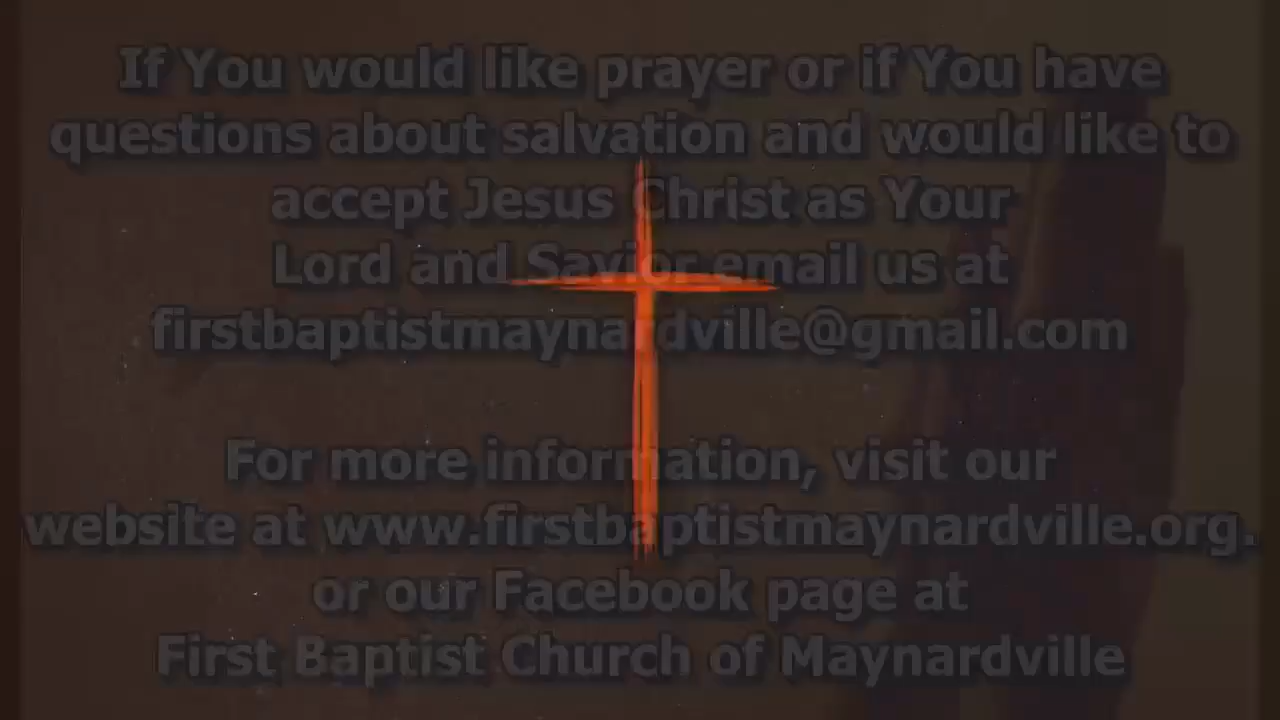 If You would like prayer or if You have
questions about salvation and would like to
accept Jesus Christ as Your
Lord and Savior email us at
firstbaptistmaynardville@gmail.com
For more information, visit our
website at www.firstbaptistmaynardville.org.
or our Facebook page at
First Baptist Church of Maynardville